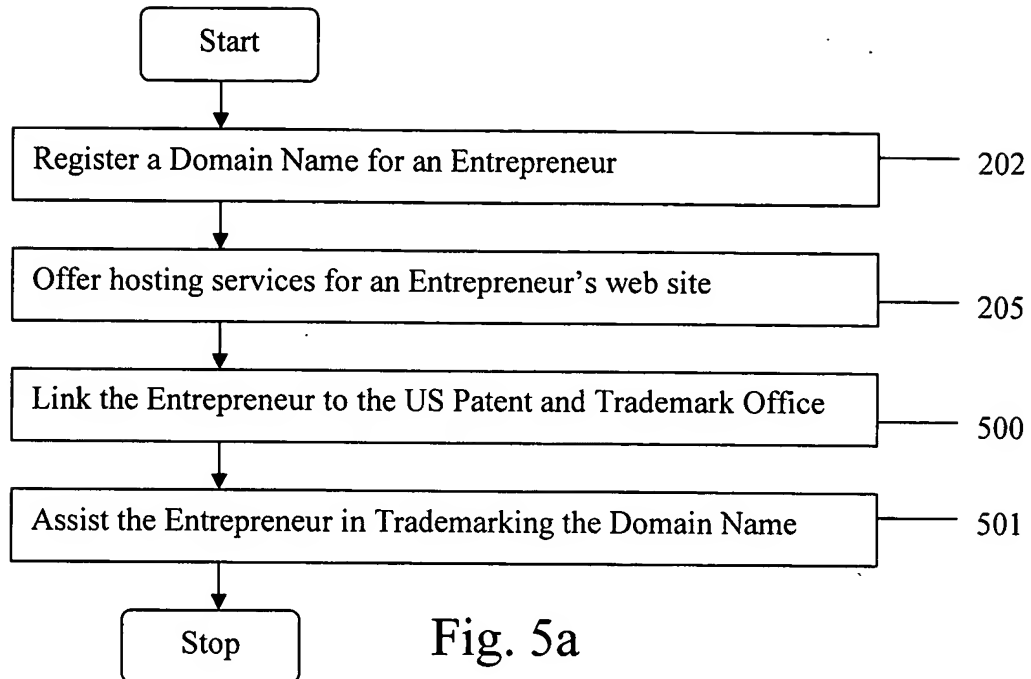 Start
Register a Domain Name for an Entrepreneur
202
Offer hosting services for an Entrepreneur's web site
205
Link the Entrepreneur to the US Patent and Trademark Office
500
Assist the Entrepreneur in Trademarking the Domain Name
501
Stop
Fig. 5a